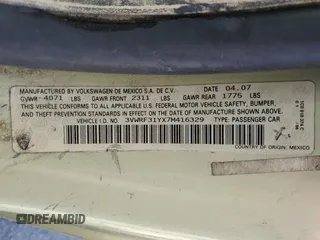 MANUFACTURED BY VOLKSWAGEN DE MEXICO S.A. DE C.V. DATE 04.07
GVWR 4071 LBS GAWR FRONT 2311 LBS GAWR REAR 1775 LBS
THIS VEHICLE CONFORMS TO ALL APPLICABLE U.S. FEDERAL MOTOR VEHICLE SAFETY, BUMPER,
AND THEFT PREVENTION STANDARDS IN EFFECT ON THE DATE OF MANUFACTURE SHOWN ABOVE.
VEHICLE I.D. NO. 3VWRF31YX7M416329 TYPE: PASSENGER CAR
COUNTRY OF ORIGIN: MEXICO
DREAMBID